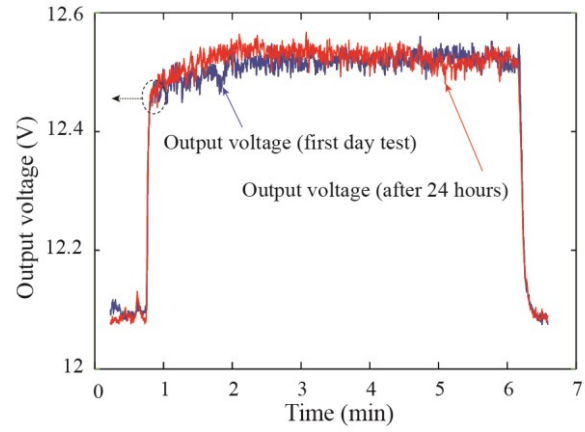 12.6
12.4
12.2
12
Output voltage (V)
Output voltage (first day test)
Output voltage (after 24 hours)
0 1 2 3 4 5 6 7
Time (min)